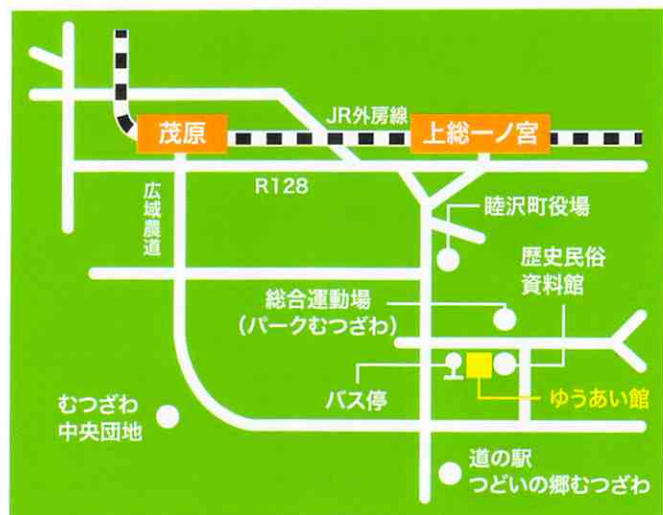 JR外房線
茂原
上総一ノ宮
R128
広域農道
睦沢町役場
歴史民俗
資料館
総合運動場
(パークむつざわ)
バス停
ゆうあい館
むつざわ
中央団地
道の駅
つどいの郷むつざわ